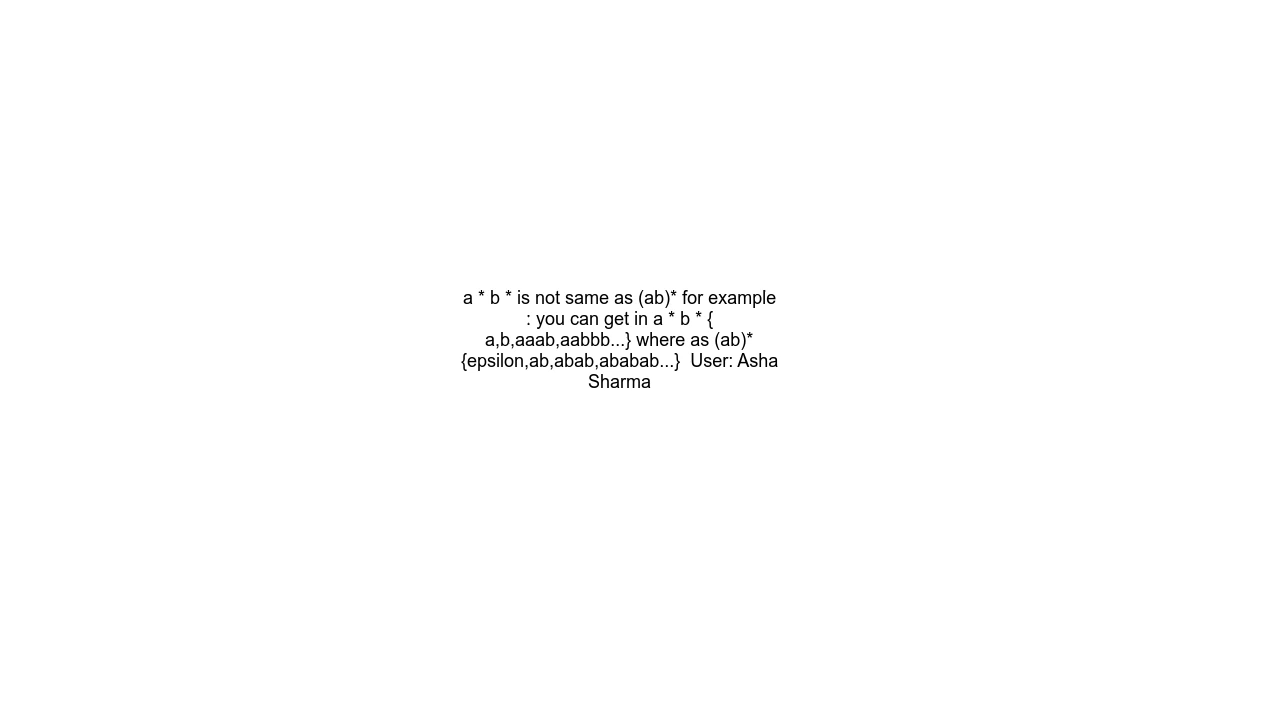 a * b * is not same as (ab)* for example
: you can get in a * b * {
a,b,aaab,aabbb...} where as (ab)*
{epsilon,ab,abab,ababab...}  User: Asha
Sharma